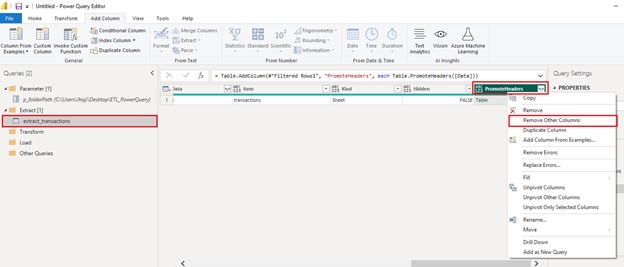 Untitled - Power Query Editor
File Home Transform Add Column View Tools Help
Column From Examples Custom Column Invoke Custom Function
Conditional Column
Index Column
Duplicate Column
General
Format
Merge Columns
Extract
Parse
From Text
Statistics Standard Scientific
Trigonometry
Rounding
Information
From Number
Date Time Duration
From Date & Time
Text Analytics Vision Azure Machine Learning
AI Insights
Queries [2]
= Table.AddColumn(#"Filtered Rows1", "PromoteHeaders", each Table.PromoteHeaders([Data]))
Query Settings
PROPERTIES
Parameter [1]
p_folderPath (C:\Users\lhoji\Desktop\ETL_PowerQuery)
Extract [1]
extract_transactions
Transform
Load
Other Queries
Data Item Kind Hidden PromoteHeaders
transactions Sheet FALSE Table
Copy
Remove
Remove Other Columns
Duplicate Column
Add Column From Examples...
Remove Errors
Replace Errors...
Fill
Unpivot Columns
Unpivot Other Columns
Unpivot Only Selected Columns
Rename...
Move
Drill Down
Add as New Query